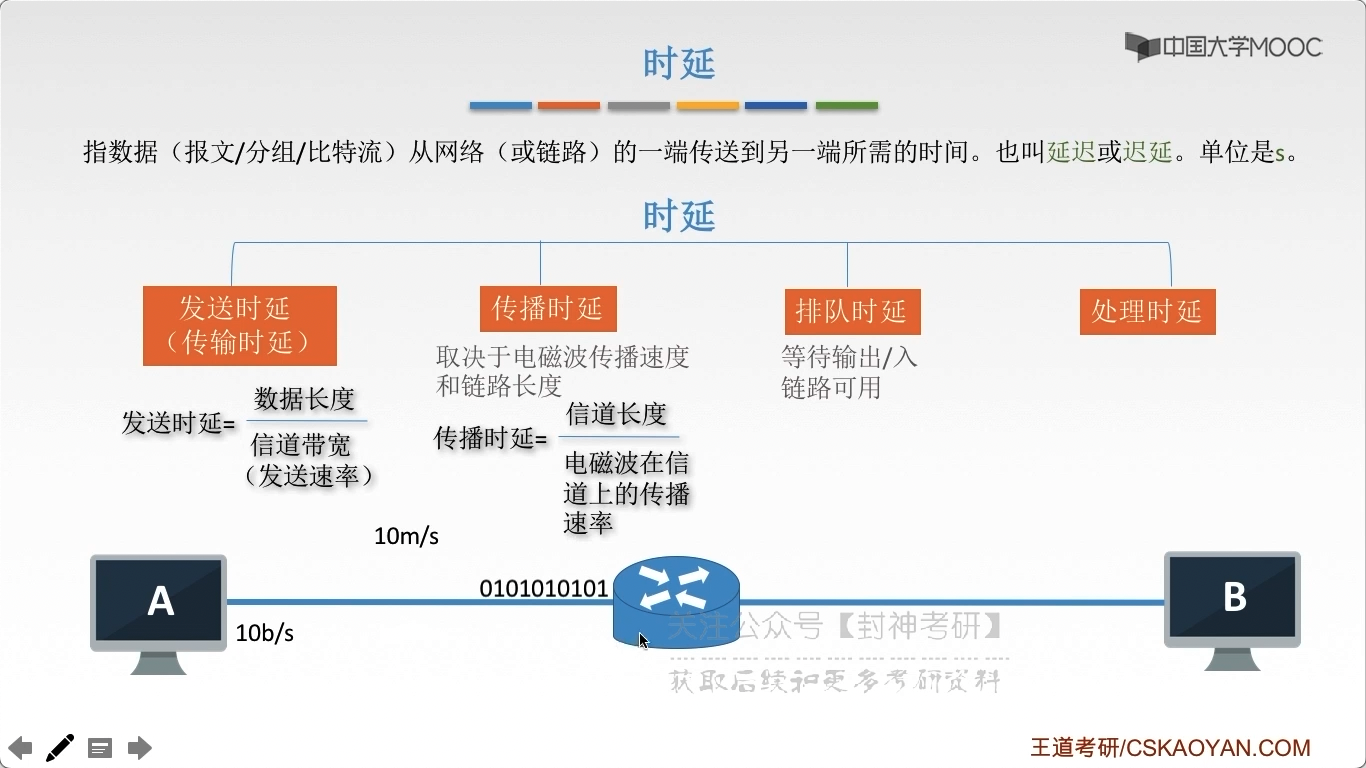 中国大学MOOC
时延
指数据（报文/分组/比特流）从网络（或链路）的一端传送到另一端所需的时间。也叫延迟或迟延。单位是s。
时延
发送时延
（传输时延）
传播时延
排队时延
处理时延
取决于电磁波传播速度
和链路长度
等待输出/入
链路可用
发送时延=
数据长度
信道带宽
（发送速率）
传播时延=
信道长度
电磁波在信
道上的传播
速率
10m/s
0101010101
A
B
10b/s
关注公众号【封神考研】
获取后续和更多考研资料
王道考研/CSKAOYAN.COM